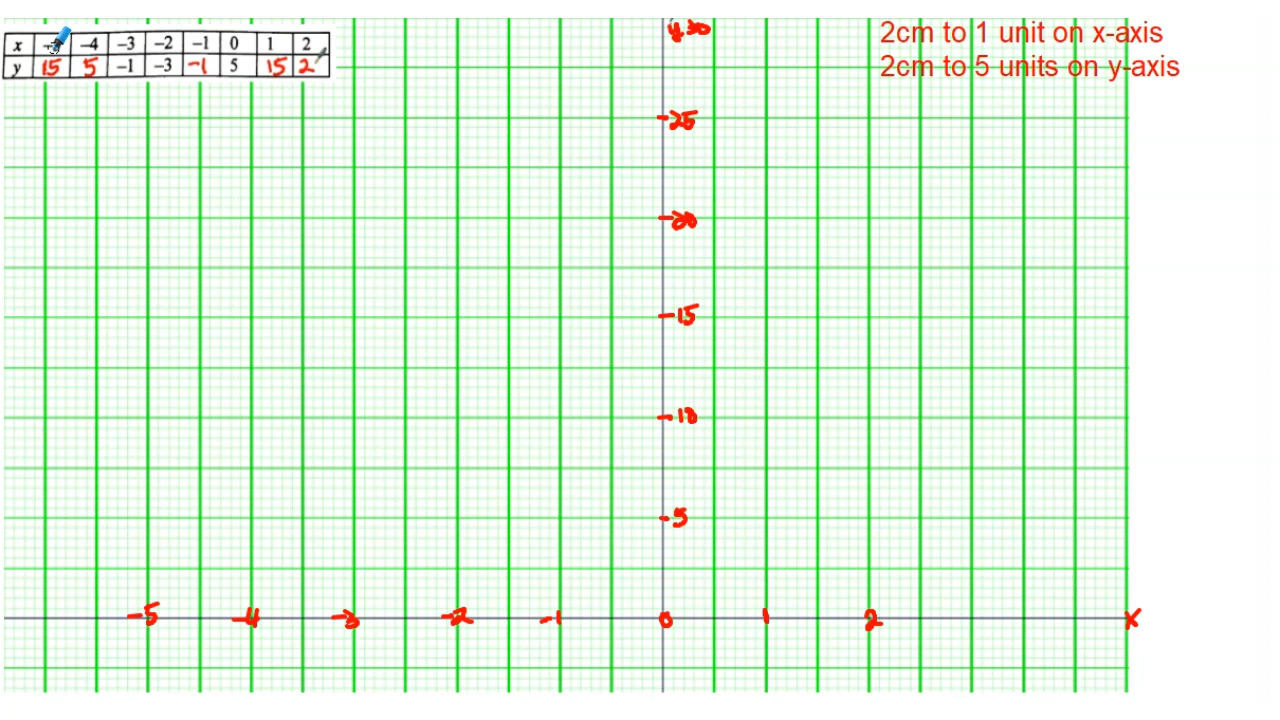 x -4 -3 -2 -1 0 1 2
y 15 5 -1 -3 -1 5 15
2cm to 1 unit on x-axis
2cm to 5 units on y-axis
y 30
25
20
15
10
5
-5 -4 -3 -2 -1 0 1 2 x